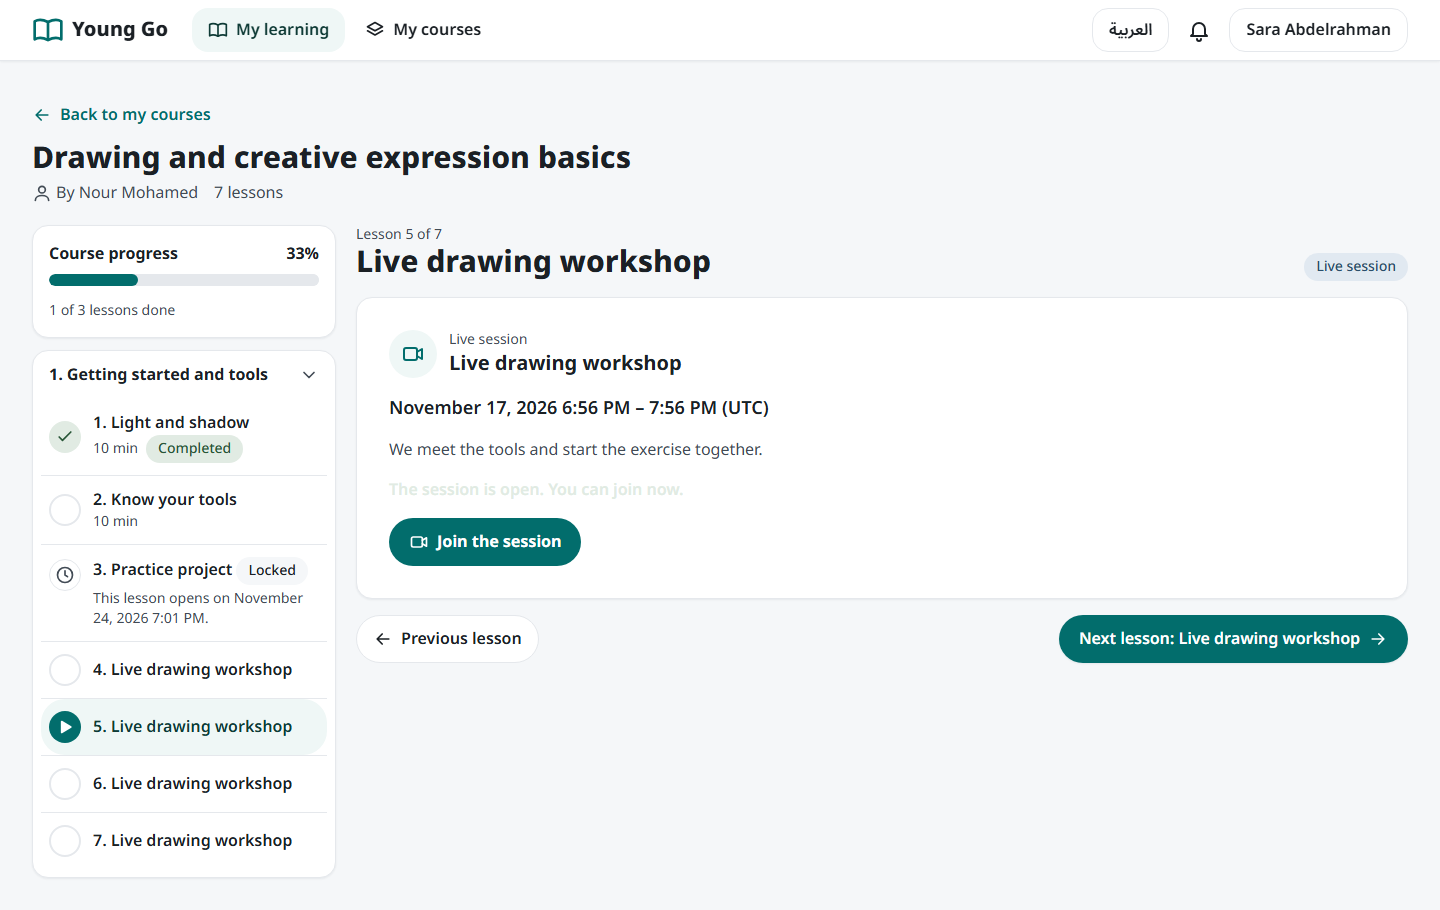 Young Go
My learning
My courses
العربية
Sara Abdelrahman
Back to my courses
Drawing and creative expression basics
By Nour Mohamed 7 lessons
Course progress 33%
1 of 3 lessons done
1. Getting started and tools
1. Light and shadow
10 min Completed
2. Know your tools
10 min
3. Practice project Locked
This lesson opens on November
24, 2026 7:01 PM.
4. Live drawing workshop
5. Live drawing workshop
6. Live drawing workshop
7. Live drawing workshop
Lesson 5 of 7
Live drawing workshop
Live session
Live session
Live drawing workshop
November 17, 2026 6:56 PM – 7:56 PM (UTC)
We meet the tools and start the exercise together.
The session is open. You can join now.
Join the session
Previous lesson
Next lesson: Live drawing workshop